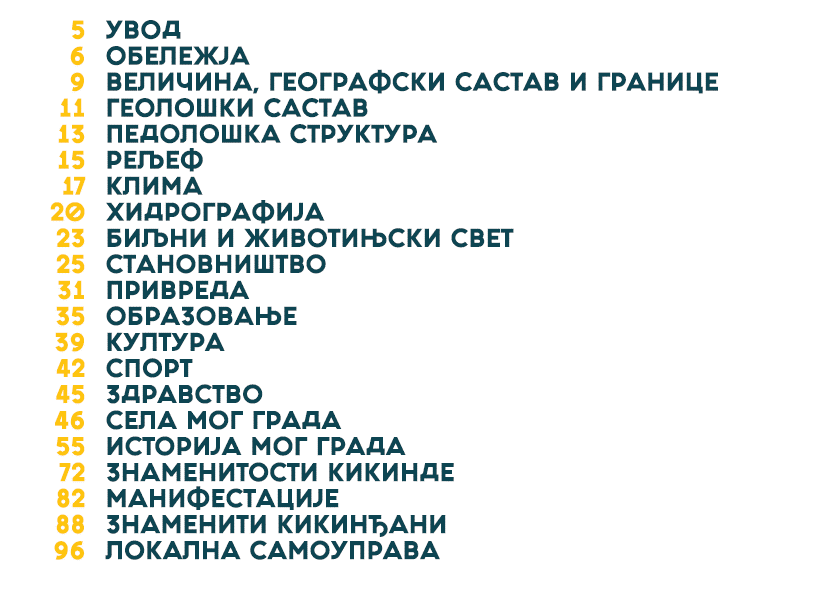 5 УВОД
6 ОБЕЛЕЖЈА
9 ВЕЛИЧИНА, ГЕОГРАФСКИ САСТАВ И ГРАНИЦЕ
11 ГЕОЛОШКИ САСТАВ
13 ПЕДОЛОШКА СТРУКТУРА
15 РЕЉЕФ
17 КЛИМА
20 ХИДРОГРАФИЈА
23 БИЉНИ И ЖИВОТИЊСКИ СВЕТ
25 СТАНОВНИШТВО
31 ПРИВРЕДА
35 ОБРАЗОВАЊЕ
39 КУЛТУРА
42 СПОРТ
45 ЗДРАВСТВО
46 СЕЛА МОГ ГРАДА
55 ИСТОРИЈА МОГ ГРАДА
72 ЗНАМЕНИТОСТИ КИКИНДЕ
82 МАНИФЕСТАЦИЈЕ
88 ЗНАМЕНИТИ КИКИНЂАНИ
96 ЛОКАЛНА САМОУПРАВА